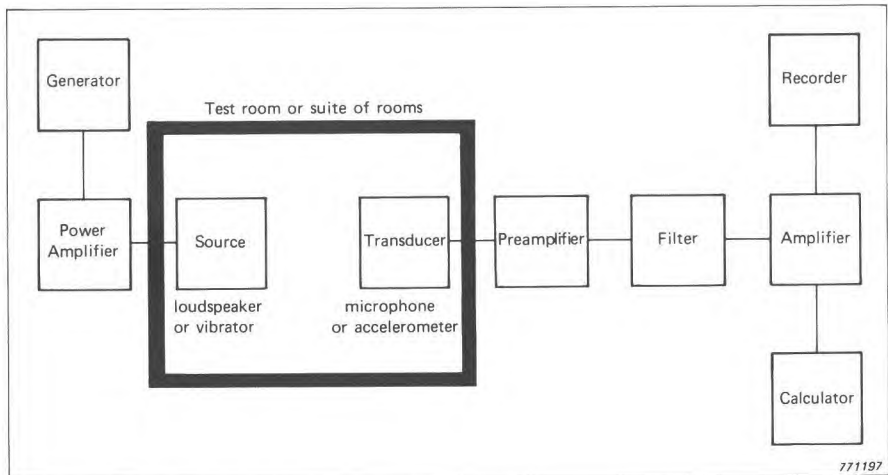 Generator
Recorder
Test room or suite of rooms
Power
Amplifier
Source
Transducer
Preamplifier
Filter
Amplifier
loudspeaker
or vibrator
microphone
or accelerometer
Calculator
771197